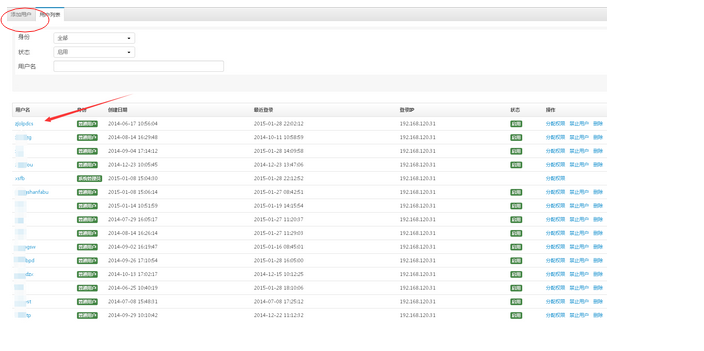 添加用户 用户列表
身份 全部
状态 启用
用户名
用户名 身份 创建日期 最近登录 登录IP 状态 操作
普通用户 2014-06-17 10:56:04 2015-01-28 22:02:12 192.168.120.31 启用 分配权限 禁止用户 删除
普通用户 2014-08-14 16:29:48 2014-10-11 10:58:59 192.168.120.31 启用 分配权限 禁止用户 删除
普通用户 2014-09-04 17:14:12 2015-01-28 14:09:58 192.168.120.31 启用 分配权限 禁止用户 删除
普通用户 2014-12-23 10:05:45 2014-12-23 13:47:06 192.168.120.31 启用 分配权限 禁止用户 删除
xxfb 系统管理员 2015-01-08 15:04:30 2015-01-28 22:12:52 192.168.120.31 分配权限
pihanfabu 普通用户 2015-01-08 15:06:14 2015-01-27 08:42:51 192.168.120.31 启用 分配权限 禁止用户 删除
普通用户 2015-01-14 10:51:59 2015-01-19 14:15:54 192.168.120.31 启用 分配权限 禁止用户 删除
普通用户 2014-07-29 16:05:17 2015-01-27 11:20:37 192.168.120.31 启用 分配权限 禁止用户 删除
普通用户 2014-08-14 16:26:14 2015-01-27 11:29:03 192.168.120.31 启用 分配权限 禁止用户 删除
普通用户 2014-09-02 16:19:47 2015-01-16 08:45:01 192.168.120.31 启用 分配权限 禁止用户 删除
bgd 普通用户 2014-09-26 17:10:54 2015-01-28 16:05:00 192.168.120.31 启用 分配权限 禁止用户 删除
普通用户 2014-10-13 17:02:17 2014-12-15 10:12:25 192.168.120.31 启用 分配权限 禁止用户 删除
普通用户 2014-06-25 10:40:19 2015-01-28 18:10:06 192.168.120.31 启用 分配权限 禁止用户 删除
普通用户 2014-07-08 15:48:31 2014-07-08 17:25:12 192.168.120.31 启用 分配权限 禁止用户 删除
tp 普通用户 2014-09-29 10:10:42 2014-12-22 11:12:32 192.168.120.31 启用 分配权限 禁止用户 删除